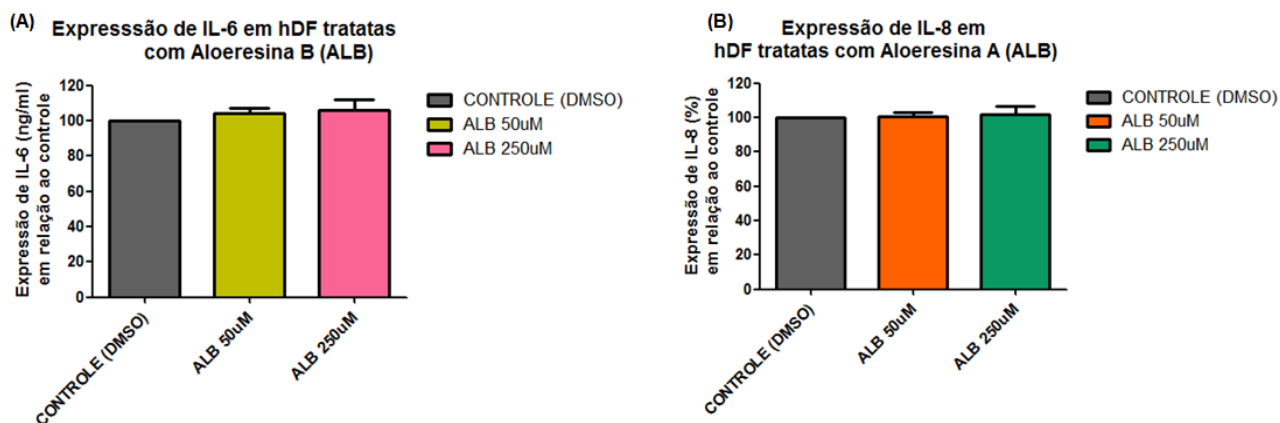 (A)
Expresssão de IL-6 em hDF tratatas
com Aloeresina B (ALB)
Expressão de IL-6 (ng/ml)
em relação ao controle
120
100
80
60
40
20
0
CONTROLE (DMSO)
ALB 50uM
ALB 250uM
CONTROLE (DMSO)
ALB 50uM
ALB 250uM
(B)
Expressão de IL-8 em
hDF tratatas com Aloeresina A (ALB)
Expressão de IL-8 (%)
em relação ao controle
120
100
80
60
40
20
0
CONTROLE (DMSO)
ALB 50uM
ALB 250uM
CONTROLE (DMSO)
ALB 50uM
ALB 250uM